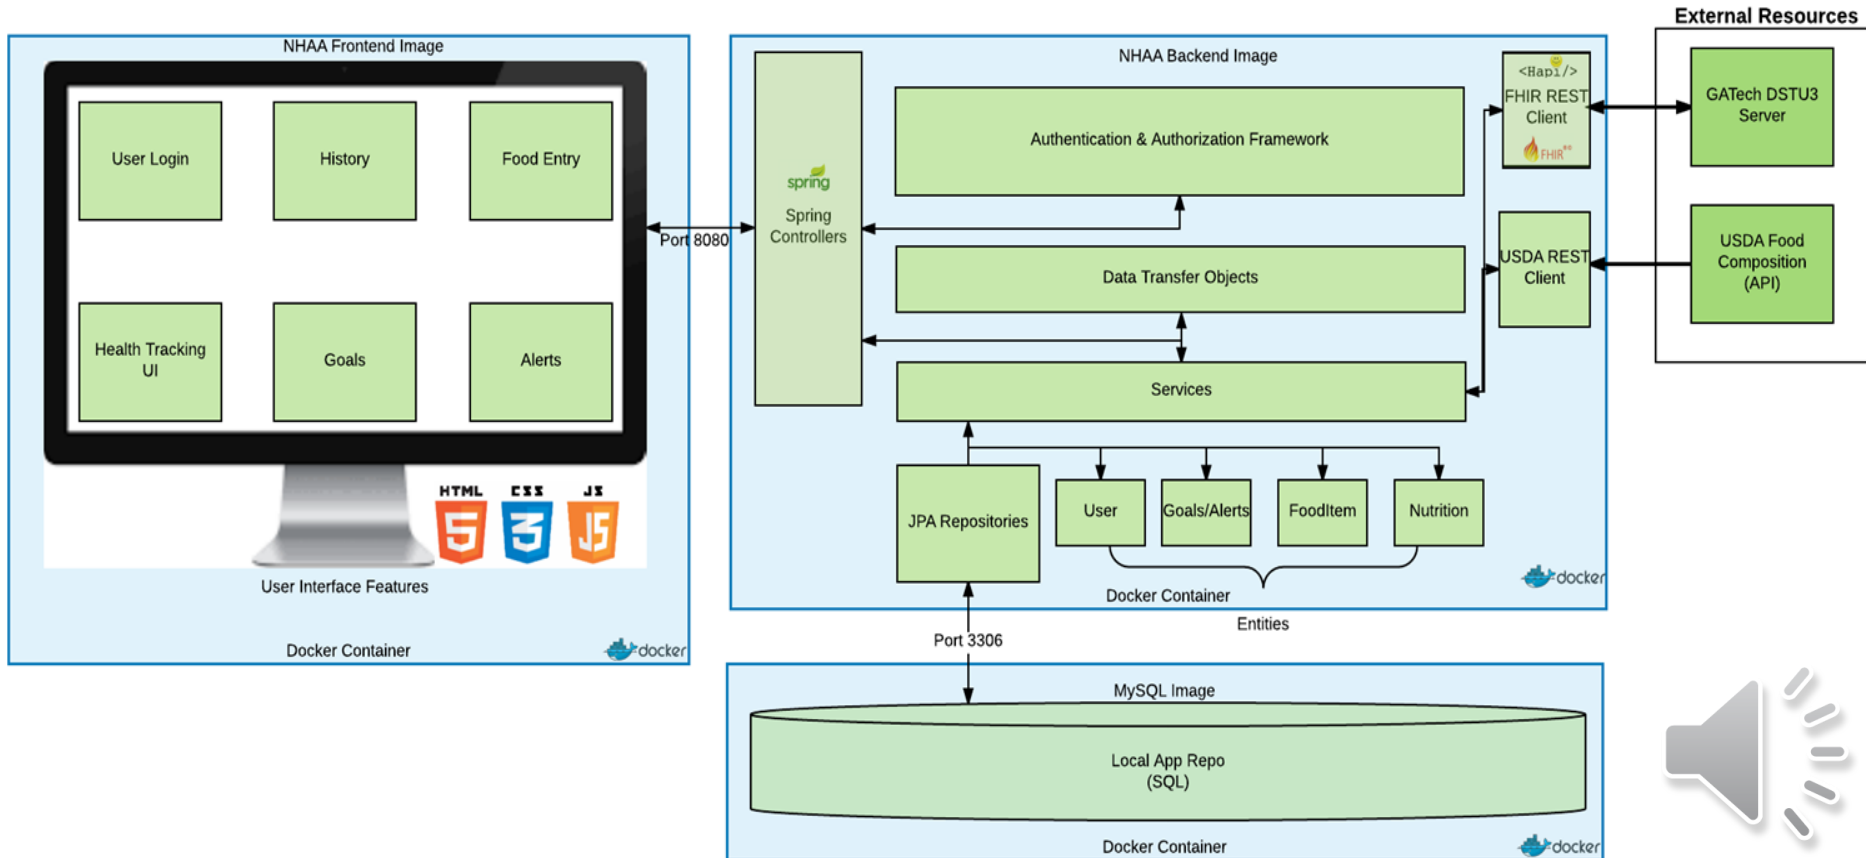 External Resources
NHAA Frontend Image
User Login
History
Food Entry
Health Tracking
UI
Goals
Alerts
HTML
5
CSS
3
JS
JS
User Interface Features
Docker Container
docker
Port 8080
NHAA Backend Image
spring
Spring
Controllers
Authentication & Authorization Framework
Data Transfer Objects
Services
JPA Repositories
User
Goals/Alerts
FoodItem
Nutrition
<Hapi/>
FHIR REST
Client
FHIR
USDA REST
Client
docker
Docker Container
Entities
GATech DSTU3
Server
USDA Food
Composition
(API)
Port 3306
MySQL Image
Local App Repo
(SQL)
Docker Container
docker